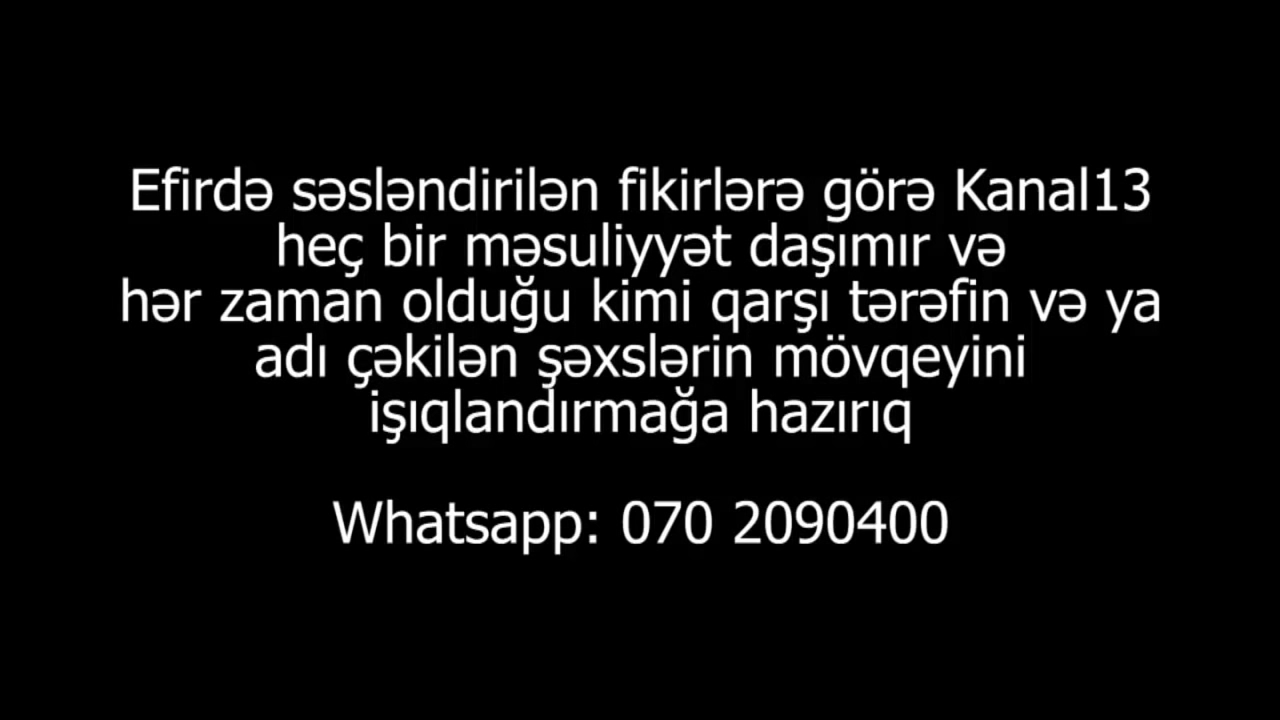 Efirdə səsləndirilən fikirlərə görə Kanal13
heç bir məsuliyyət daşımır və
hər zaman olduğu kimi qarşı tərəfin və ya
adı çəkilən şəxslərin mövqeyini
işıqlandırmağa hazırıq
Whatsapp: 070 2090400